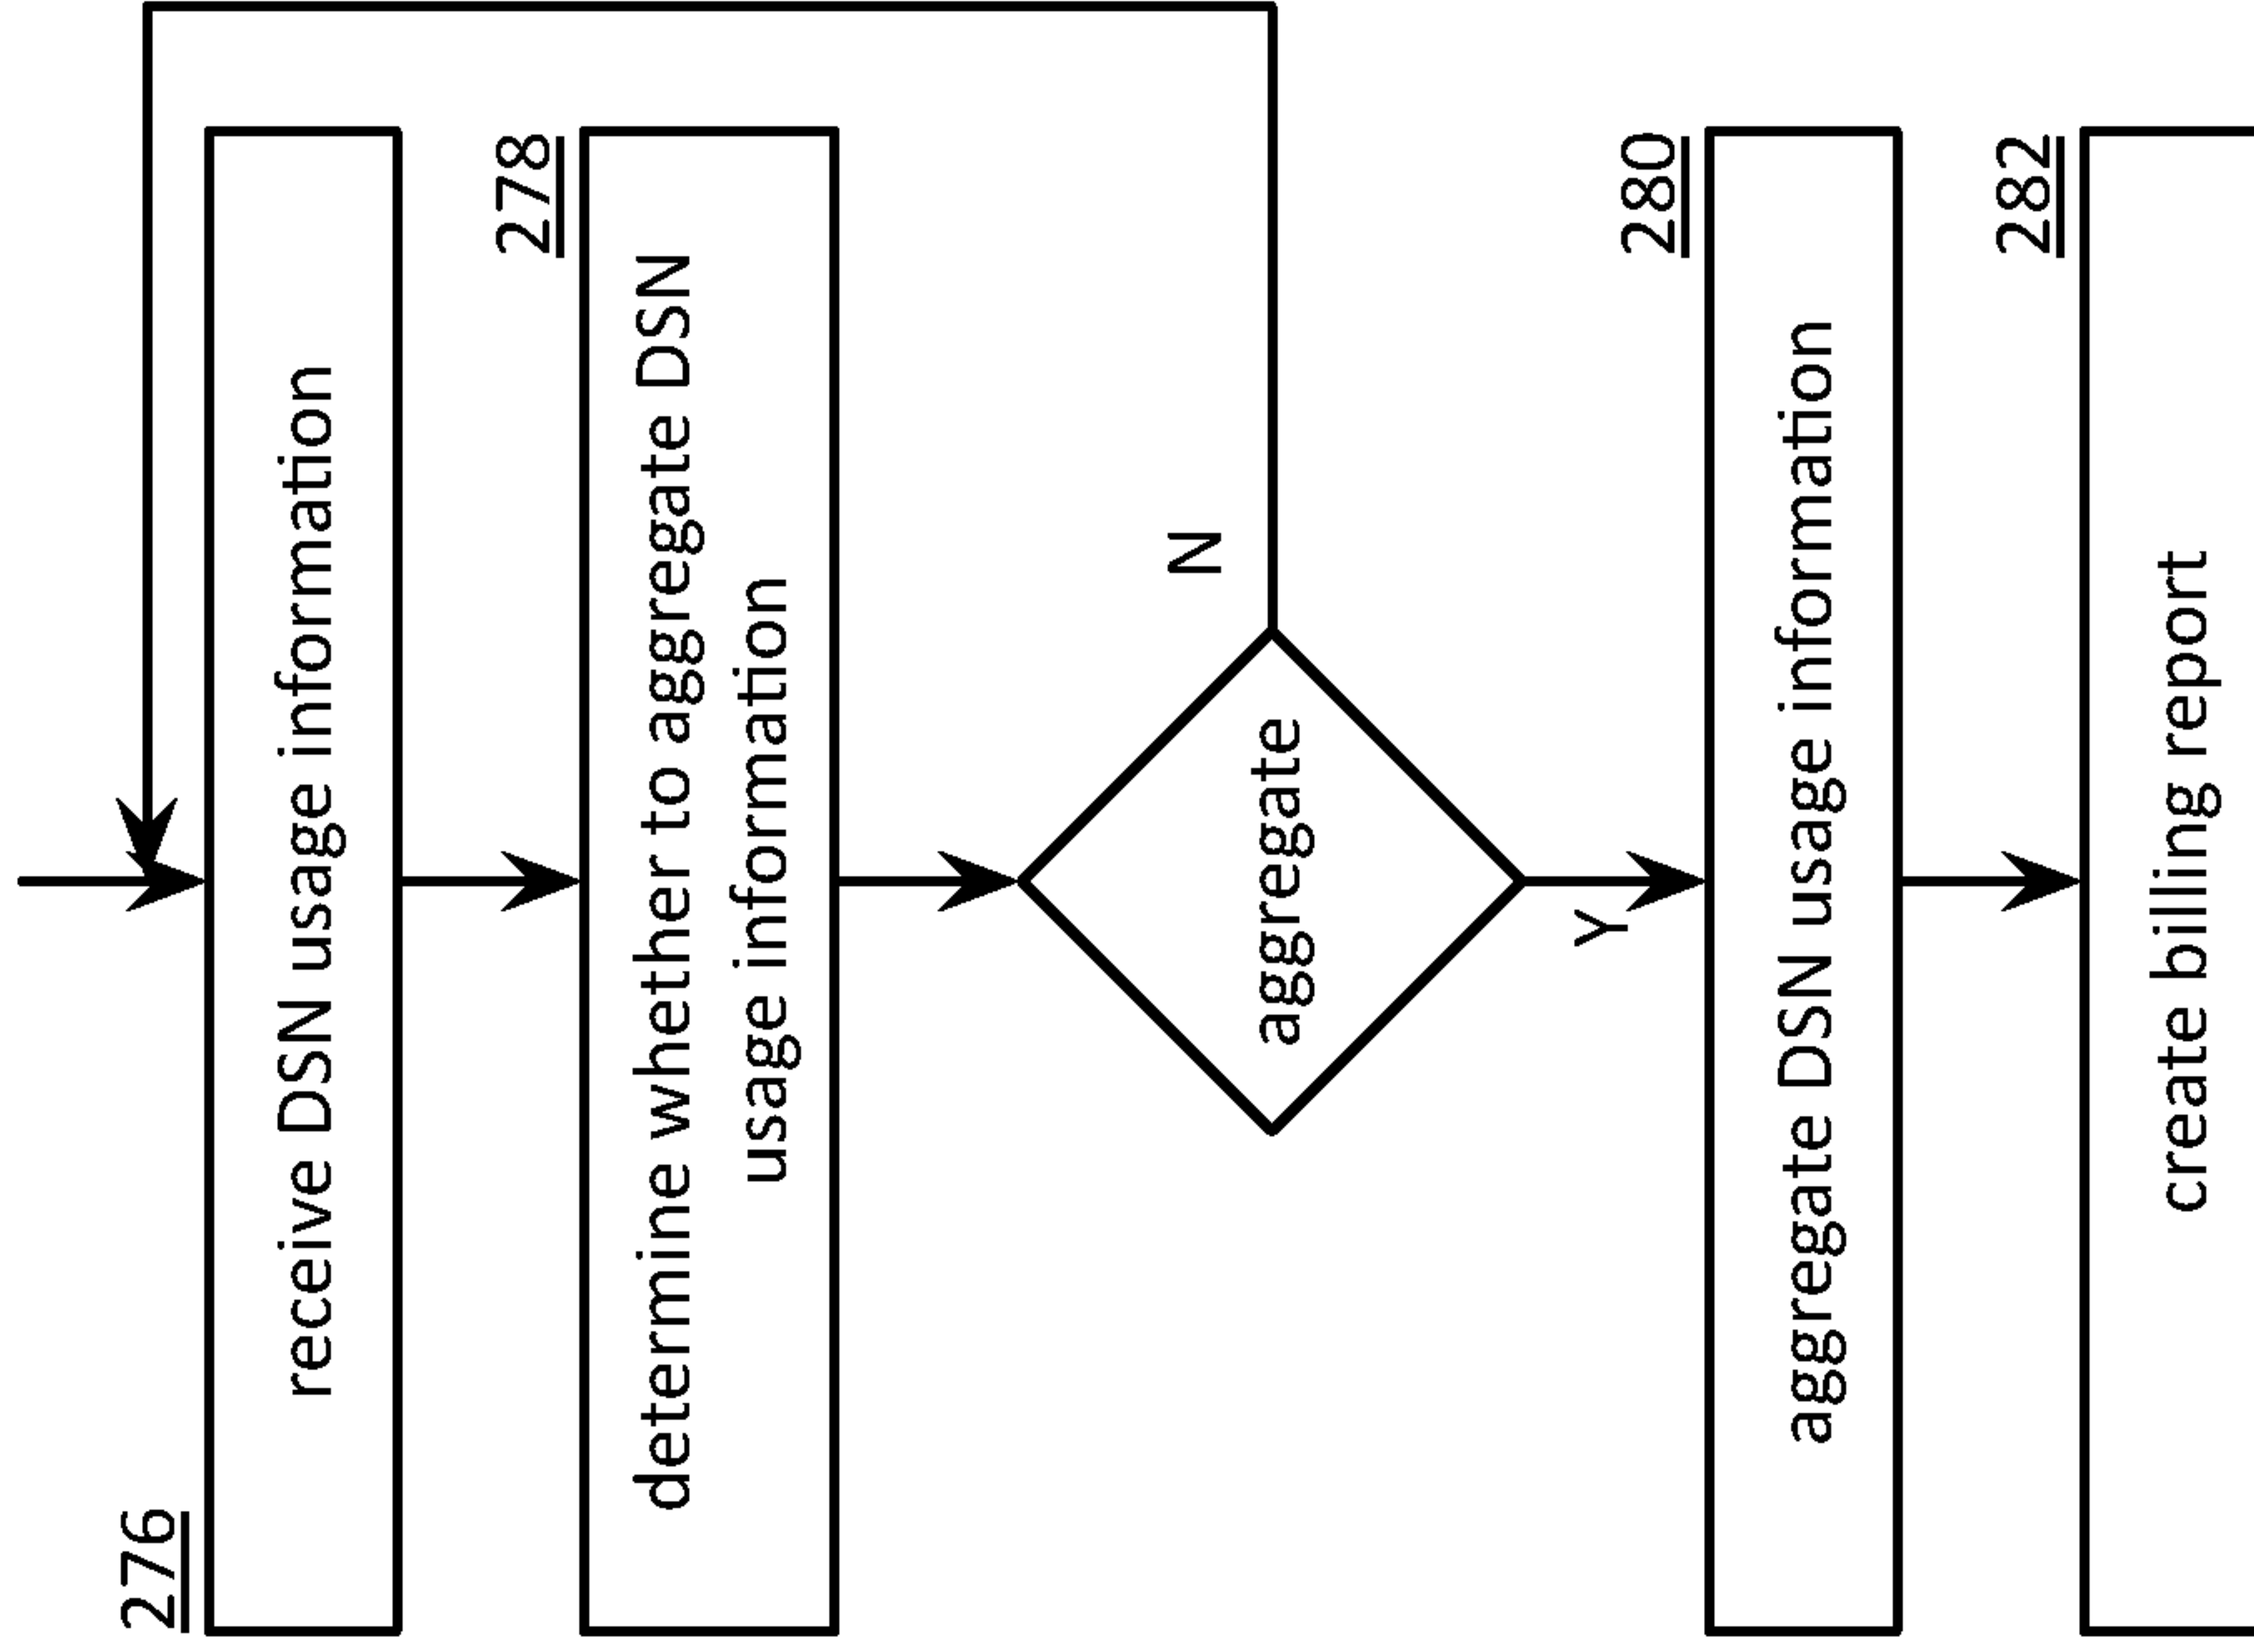 276
receive DSN usage information
278
determine whether to aggregate DSN
usage information
aggregate
N
Y
280
aggregate DSN usage information
282
create billing report